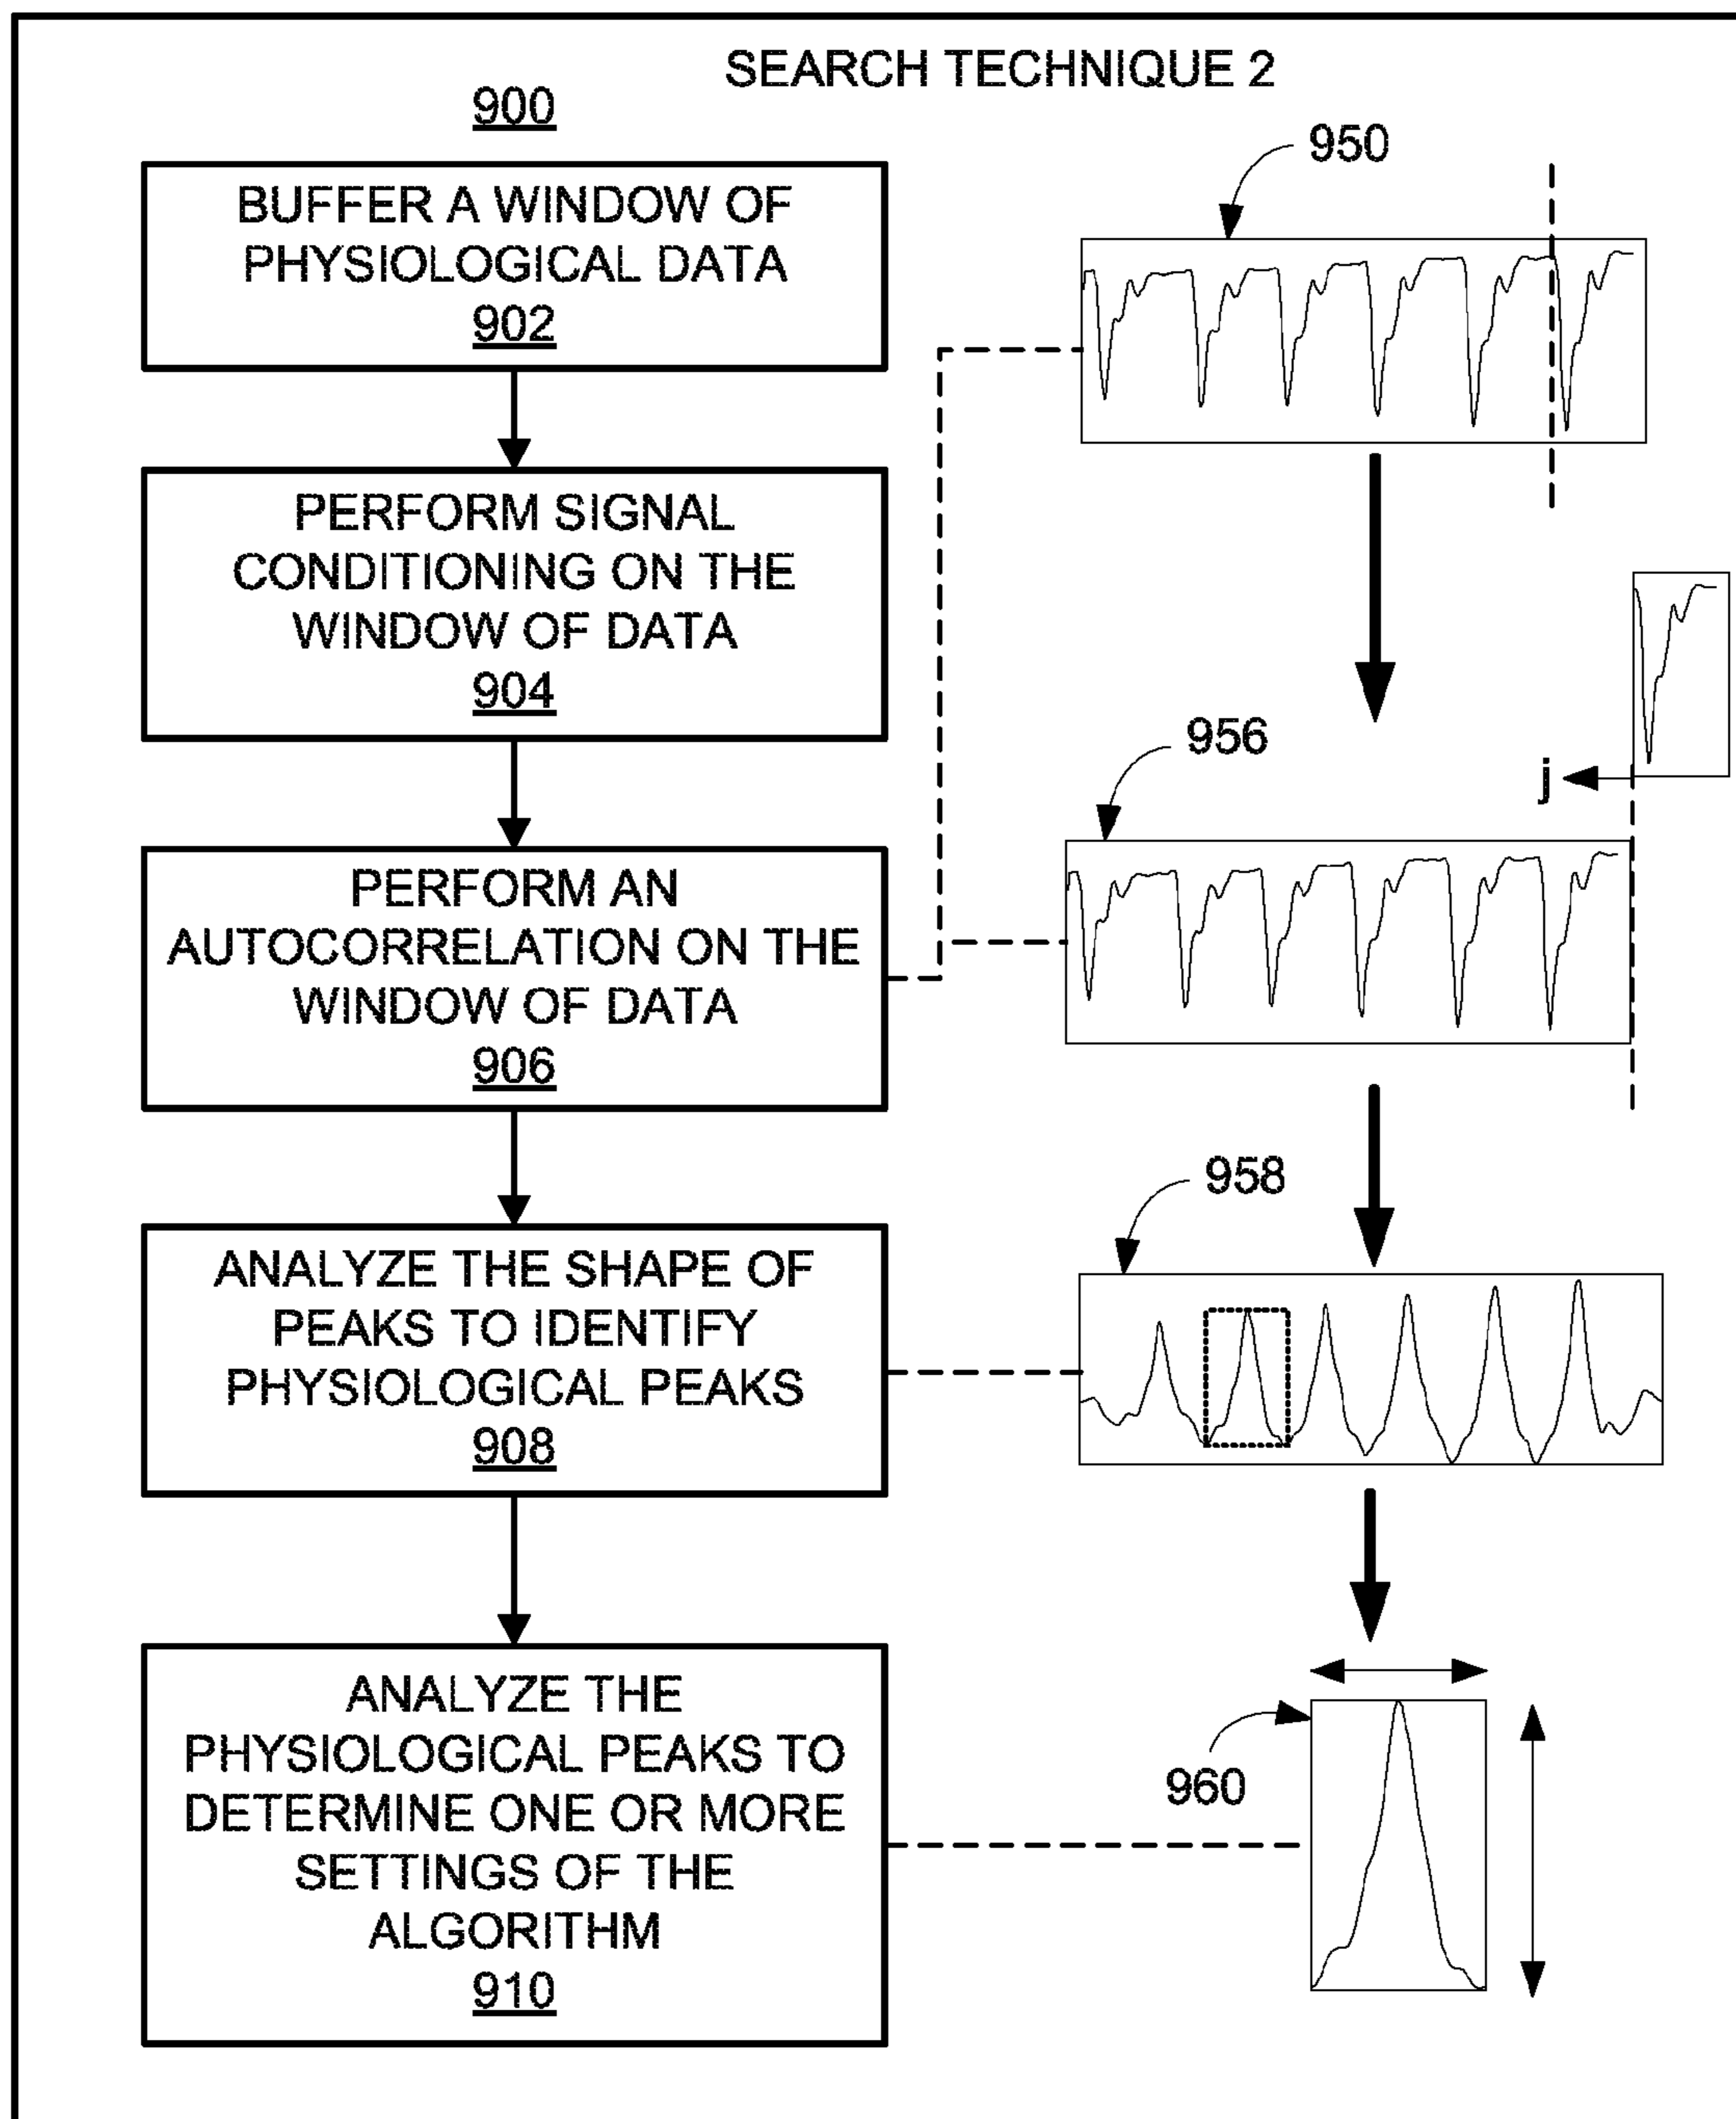 SEARCH TECHNIQUE 2
900
BUFFER A WINDOW OF
PHYSIOLOGICAL DATA
902
PERFORM SIGNAL
CONDITIONING ON THE
WINDOW OF DATA
904
PERFORM AN
AUTOCORRELATION ON THE
WINDOW OF DATA
906
ANALYZE THE SHAPE OF
PEAKS TO IDENTIFY
PHYSIOLOGICAL PEAKS
908
ANALYZE THE
PHYSIOLOGICAL PEAKS TO
DETERMINE ONE OR MORE
SETTINGS OF THE
ALGORITHM
910
950
956
j
958
960